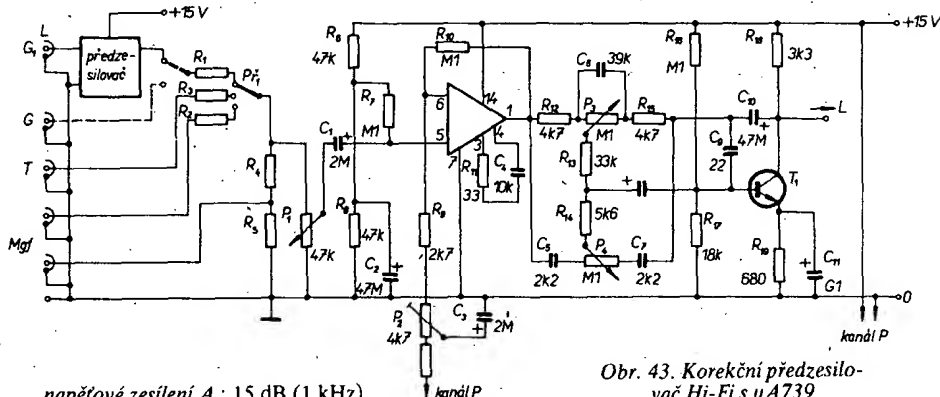 +15 V
+15 V
L
G₁
předze-
silovač
R₁
Př₁
R₃
R₂
G
T
Mgf
R₄
R₅
P₁
47k
R₆
47k
R₇
M1
C₁
+
2M
R₈
47k
C₂
+
47M
R₁₀
M1
6
5
7
14
1
3
4
R₁₁
33
C₄
10k
R₉
2k7
P₂
4k7
C₃
+
2M
kanál P
R₁₂
4k7
C₆
39k
P₃
M1
R₁₅
4k7
R₁₃
33k
R₁₄
5k6
+
C₅
2k2
P₄
M1
C₇
2k2
R₁₆
M1
R₁₇
18k
C₉
22
C₁₀
+
47M
R₁₈
3k3
L
T₁
R₁₉
680
+
C₁₁
G1
0
kanál P
napěťové zesílení A : 15 dB (1 kHz)
Obr. 43. Korekční předzesilo-
vač Hi-Fi s μA739